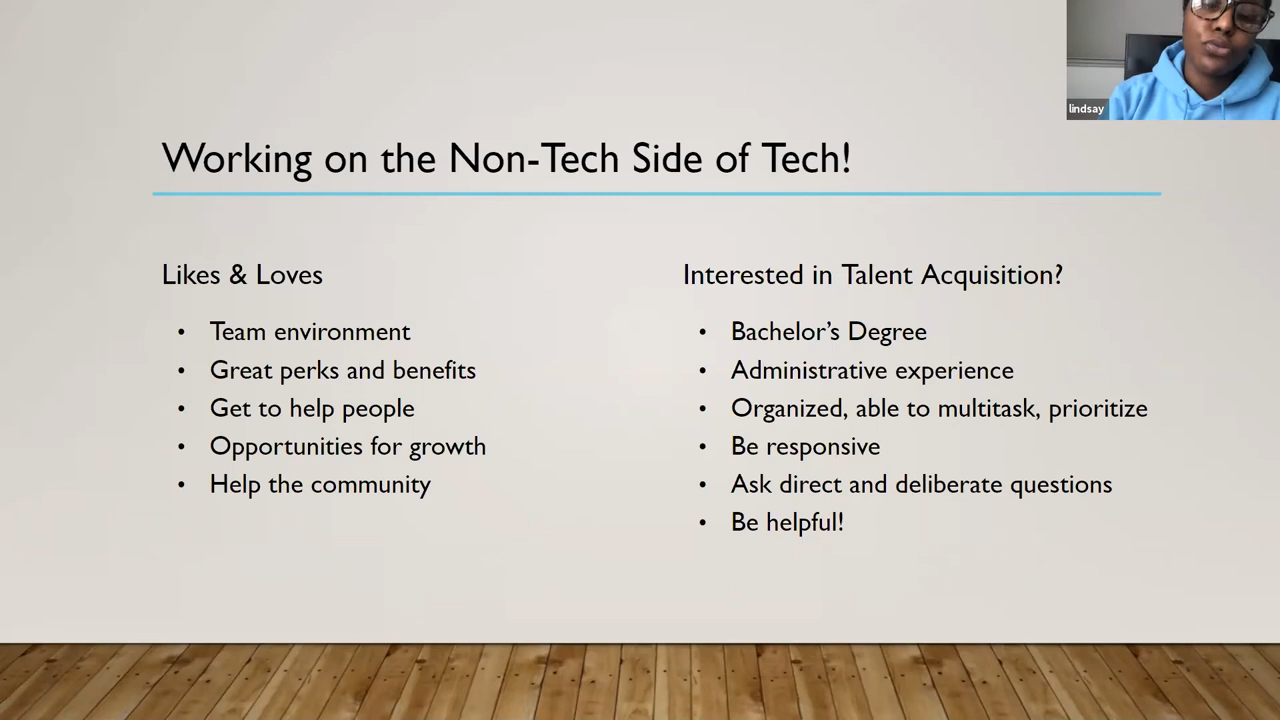 lindsay
Working on the Non-Tech Side of Tech!
Likes & Loves
• Team environment
• Great perks and benefits
• Get to help people
• Opportunities for growth
• Help the community
Interested in Talent Acquisition?
• Bachelor’s Degree
• Administrative experience
• Organized, able to multitask, prioritize
• Be responsive
• Ask direct and deliberate questions
• Be helpful!